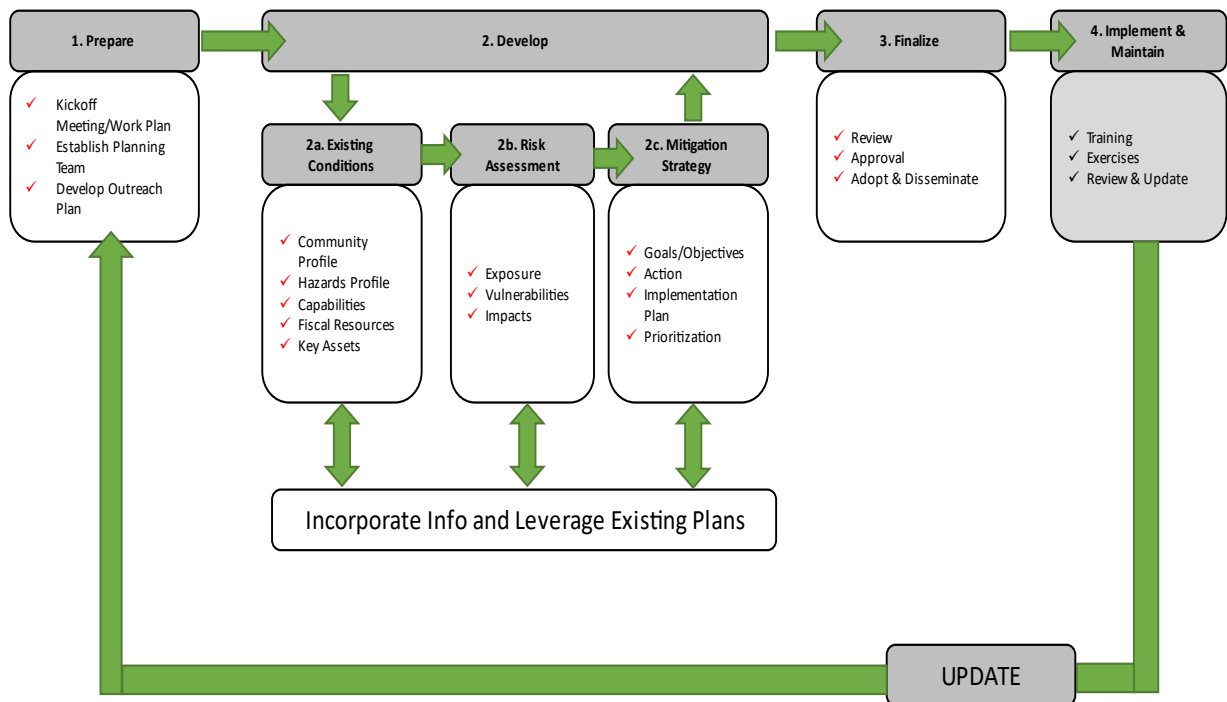 1. Prepare
2. Develop
3. Finalize
4. Implement &
Maintain
✓ Kickoff
Meeting/Work Plan
✓ Establish Planning
Team
✓ Develop Outreach
Plan
2a. Existing
Conditions
✓ Community
Profile
✓ Hazards Profile
✓ Capabilities
✓ Fiscal Resources
✓ Key Assets
2b. Risk
Assessment
✓ Exposure
✓ Vulnerabilities
✓ Impacts
2c. Mitigation
Strategy
✓ Goals/Objectives
✓ Action
✓ Implementation
Plan
✓ Prioritization
✓ Review
✓ Approval
✓ Adopt & Disseminate
✓ Training
✓ Exercises
✓ Review & Update
Incorporate Info and Leverage Existing Plans
UPDATE